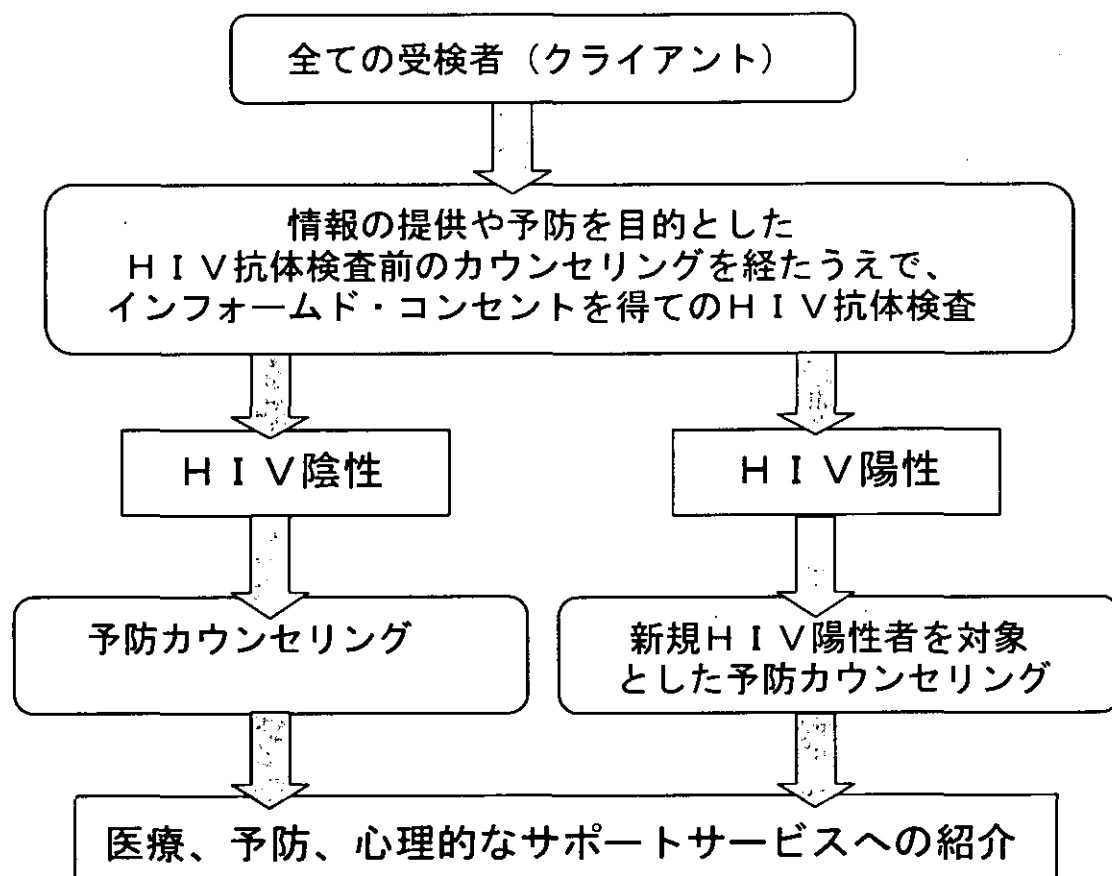 全ての受検者（クライアント）
情報の提供や予防を目的とした
ＨＩＶ抗体検査前のカウンセリングを経たうえで、
インフォームド・コンセントを得てのＨＩＶ抗体検査
ＨＩＶ陰性
ＨＩＶ陽性
予防カウンセリング
新規ＨＩＶ陽性者を対象
とした予防カウンセリング
医療、予防、心理的なサポートサービスへの紹介